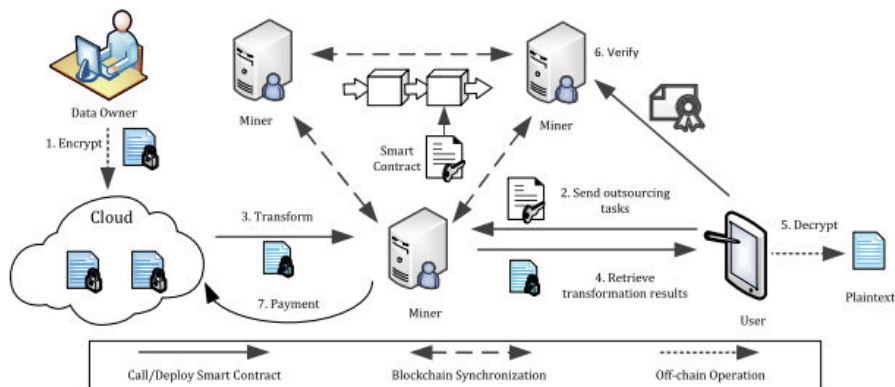 6. Verify
Data Owner
Miner
Miner
1. Encrypt
Smart
Contract
Cloud
3. Transform
2. Send outsourcing
tasks
5. Decrypt
7. Payment
4. Retrieve
transformation results
Miner
User
Plaintext
Call/Deploy Smart Contract
Blockchain Synchronization
Off-chain Operation